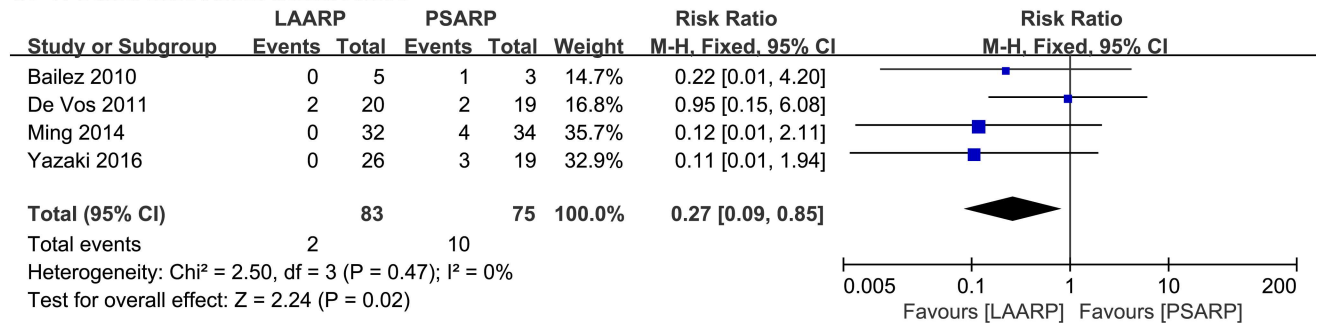 LAARP PSARP Risk Ratio Risk Ratio
Study or Subgroup Events Total Events Total Weight M-H, Fixed, 95% CI M-H, Fixed, 95% CI
Bailez 2010 0 5 1 3 14.7% 0.22 [0.01, 4.20]
De Vos 2011 2 20 2 19 16.8% 0.95 [0.15, 6.08]
Ming 2014 0 32 4 34 35.7% 0.12 [0.01, 2.11]
Yazaki 2016 0 26 3 19 32.9% 0.11 [0.01, 1.94]
Total (95% CI) 83 75 100.0% 0.27 [0.09, 0.85]
Total events 2 10
Heterogeneity: Chi² = 2.50, df = 3 (P = 0.47); I² = 0%
Test for overall effect: Z = 2.24 (P = 0.02)
0.005 0.1 1 10 200
Favours [LAARP] Favours [PSARP]